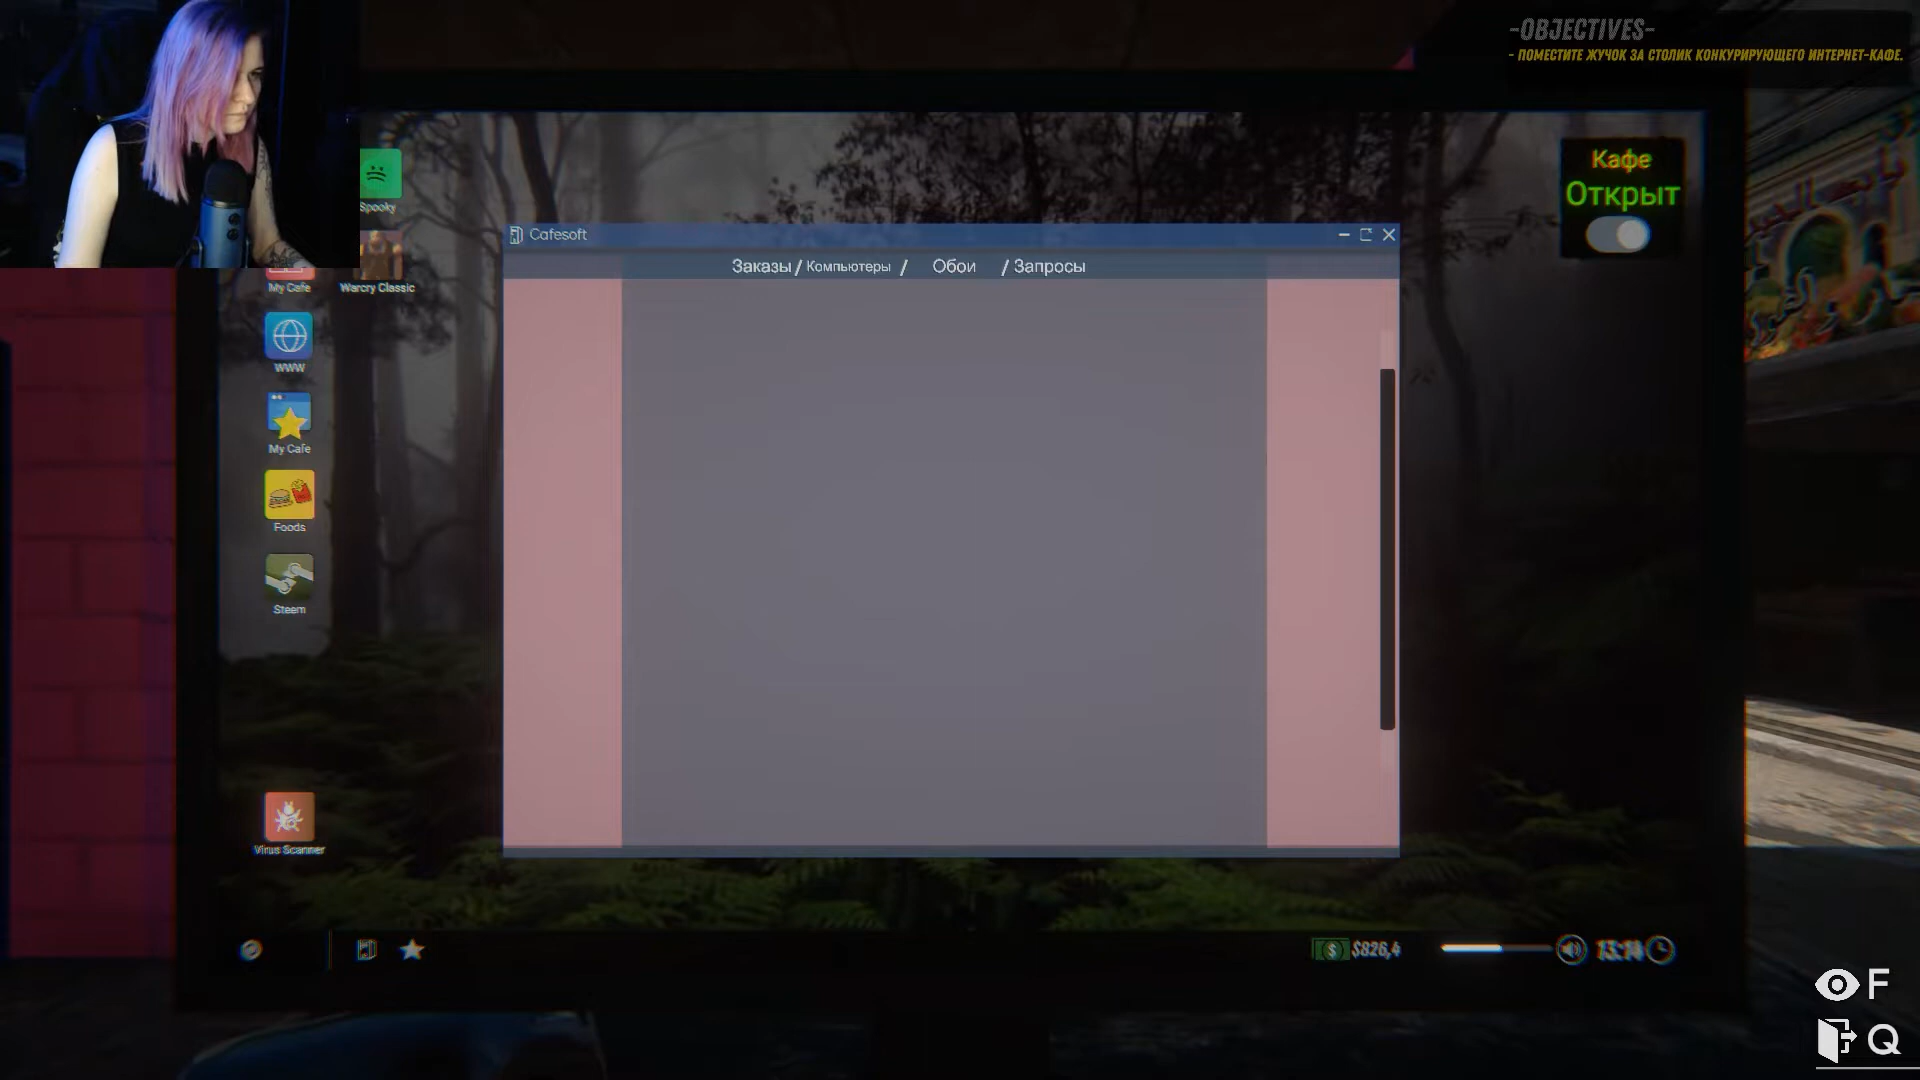 -OBJECTIVES-
- ПОМЕСТИТЕ ЖУЧОК ЗА СТОЛИК КОНКУРИРУЮЩЕГО ИНТЕРНЕТ-КАФЕ.
Кафе
Открыт
Spooky
Cafesoft
Заказы / Компьютеры / Обои / Запросы
My Cafe
Warcry Classic
WWW
My Cafe
Foods
Steem
Virus Scanner
$826,4
F
Q